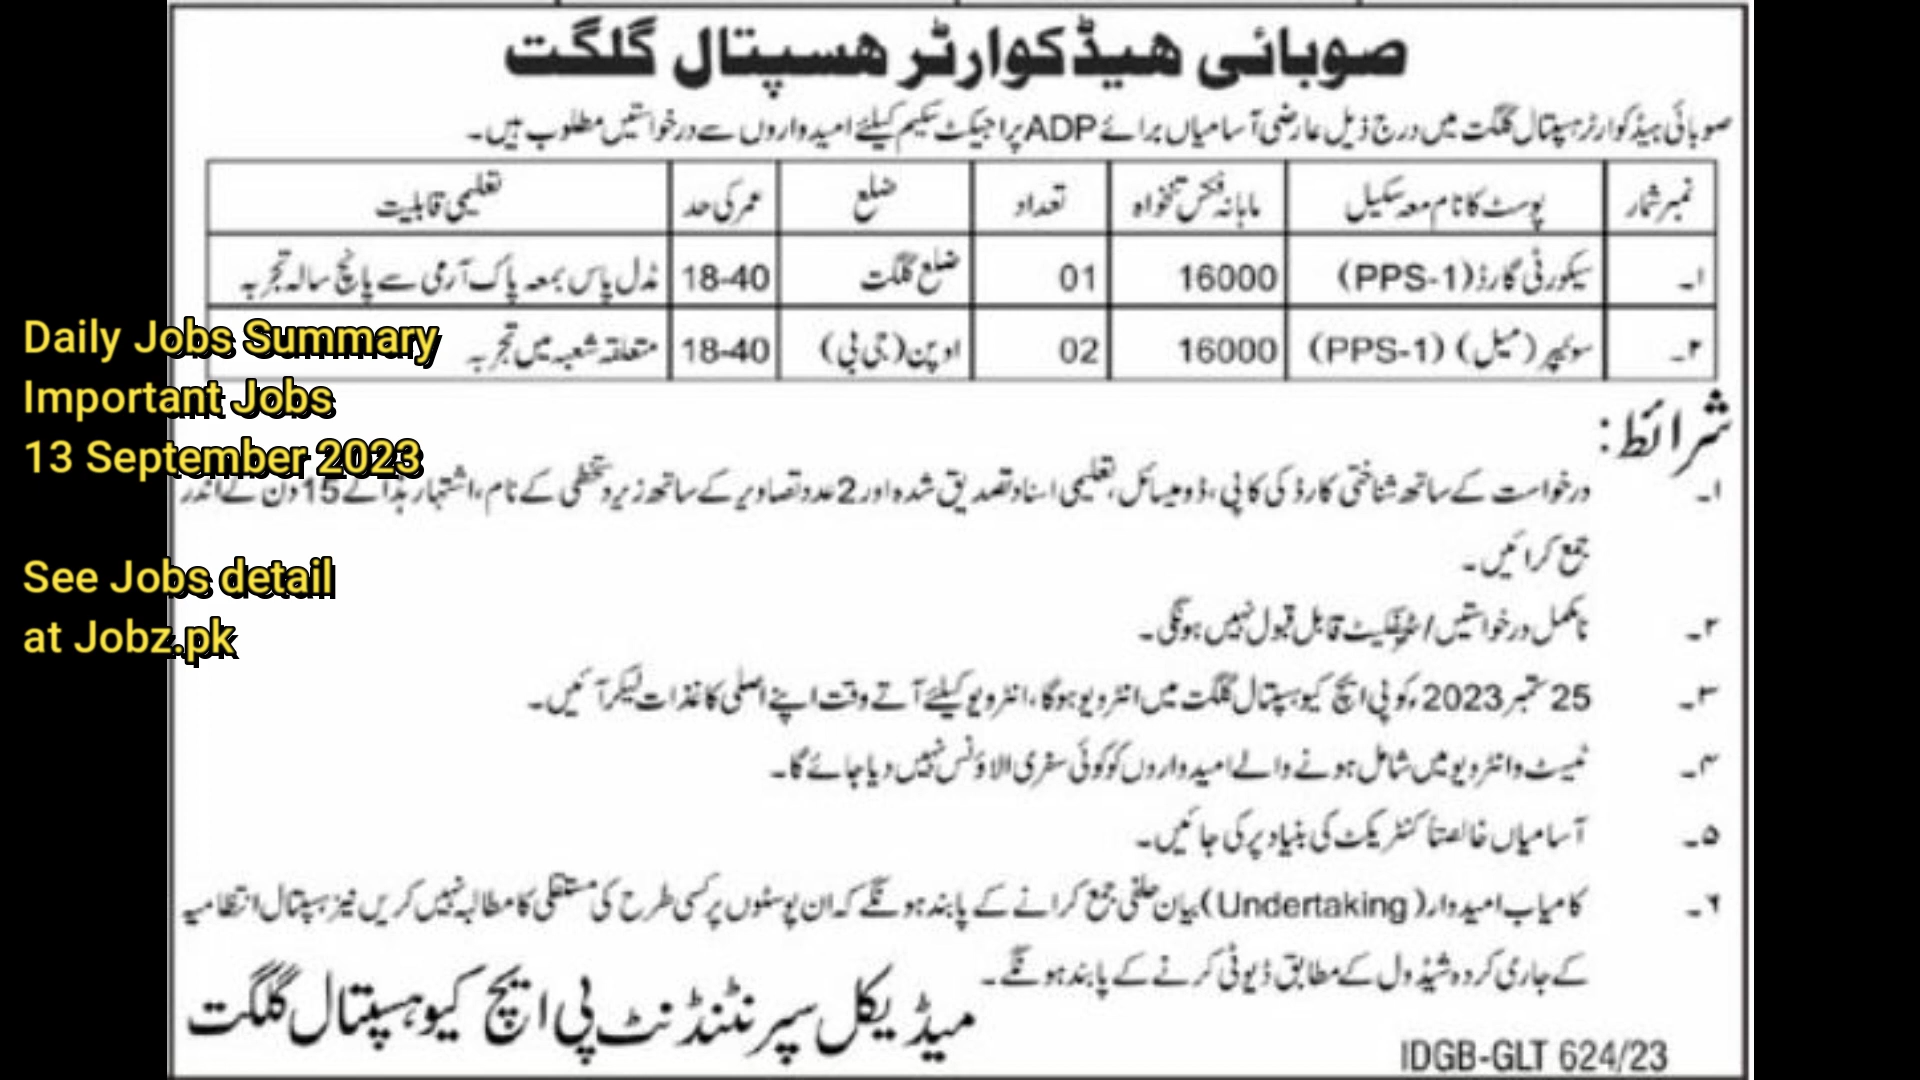 صوبائی ھیڈکوارٹر ھسپتال گلگت
صوبائی ہیڈکوارٹر ہسپتال گلگت میں درج ذیل عارضی آسامیاں برائے ADP پراجیکٹ سکیم کیلئے امیدواروں سے درخواستیں مطلوب ہیں۔
نمبر شمار پوسٹ کا نام معہ سکیل ماہانہ فکس تنخواہ تعداد ضلع عمر کی حد تعلیمی قابلیت
۱۔ سیکورٹی گارڈ (PPS-1) 16000 01 ضلع گلگت 18-40 مڈل پاس بمعہ پاک آرمی سے پانچ سالہ تجربہ
۲۔ سویپر (میل) (PPS-1) 16000 02 اوپن (جی بی) 18-40 متعلقہ شعبہ میں تجربہ
Daily Jobs Summary
Important Jobs
13 September 2023
See Jobs detail
at Jobz.pk
شرائط:
۱۔ درخواست کے ساتھ شناختی کارڈ کی کاپی، ڈومیسائل، تعلیمی اسناد تصدیق شدہ اور 2 عدد تصاویر کے ساتھ زیر دستخطی کے نام، اشتہار ہذا کے 15 دن کے اندر
جمع کرائیں۔
۲۔ نامکمل درخواستیں / سرٹیفکیٹ قابل قبول نہیں ہونگی۔
۳۔ 25 ستمبر 2023ء کو پی ایچ کیو ہسپتال گلگت میں انٹرویو ہوگا، انٹرویو کیلئے آتے وقت اپنے اصلی کاغذات لیکر آئیں۔
۴۔ ٹیسٹ و انٹرویو میں شامل ہونے والے امیدواروں کو کوئی سفری الاؤنس نہیں دیا جائے گا۔
۵۔ آسامیاں خالصتاً کنٹریکٹ کی بنیاد پر کی جائیں۔
۶۔ کامیاب امیدوار (Undertaking) بیان حلفی جمع کرانے کے پابند ہونگے کہ ان پوسٹوں پر کسی طرح کی مستقلی کا مطالبہ نہیں کریں نیز ہسپتال انتظامیہ
کے جاری کردہ شیڈول کے مطابق ڈیوٹی کرنے کے پابند ہونگے۔
میڈیکل سپرنٹنڈنٹ پی ایچ کیو ہسپتال گلگت
IDGB-GLT 624/23